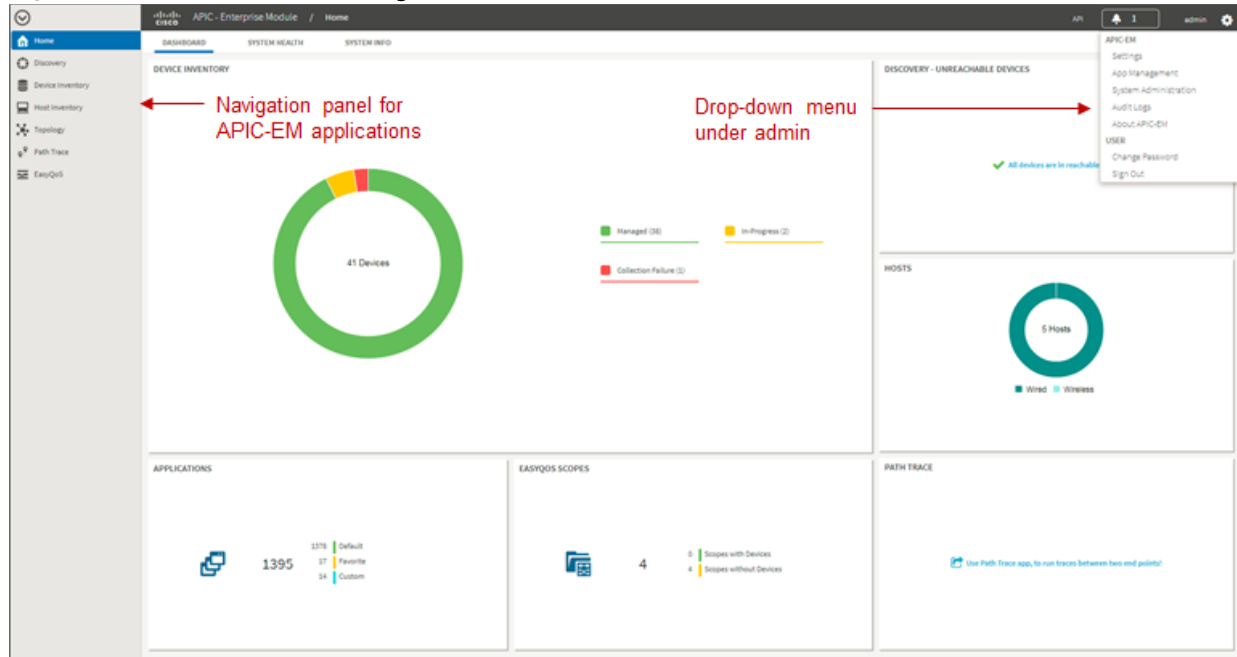 cisco APIC - Enterprise Module / Home
API 1 admin
Home
Discovery
Device Inventory
Host Inventory
Topology
Path Trace
EasyQoS
DASHBOARD SYSTEM HEALTH SYSTEM INFO
APIC-EM
Settings
App Management
System Administration
Audit Logs
About APIC-EM
USER
Change Password
Sign Out
DEVICE INVENTORY
Navigation panel for
APIC-EM applications
Drop-down menu
under admin
41 Devices
Managed (38)
In-Progress (2)
Collection Failure (1)
DISCOVERY - UNREACHABLE DEVICES
All devices are in reachable
HOSTS
5 Hosts
Wired Wireless
APPLICATIONS
1395
1378 Default
17 Favorite
14 Custom
EASYQOS SCOPES
4
0 Scopes with Devices
4 Scopes without Devices
PATH TRACE
Use Path Trace app, to run traces between two end points!